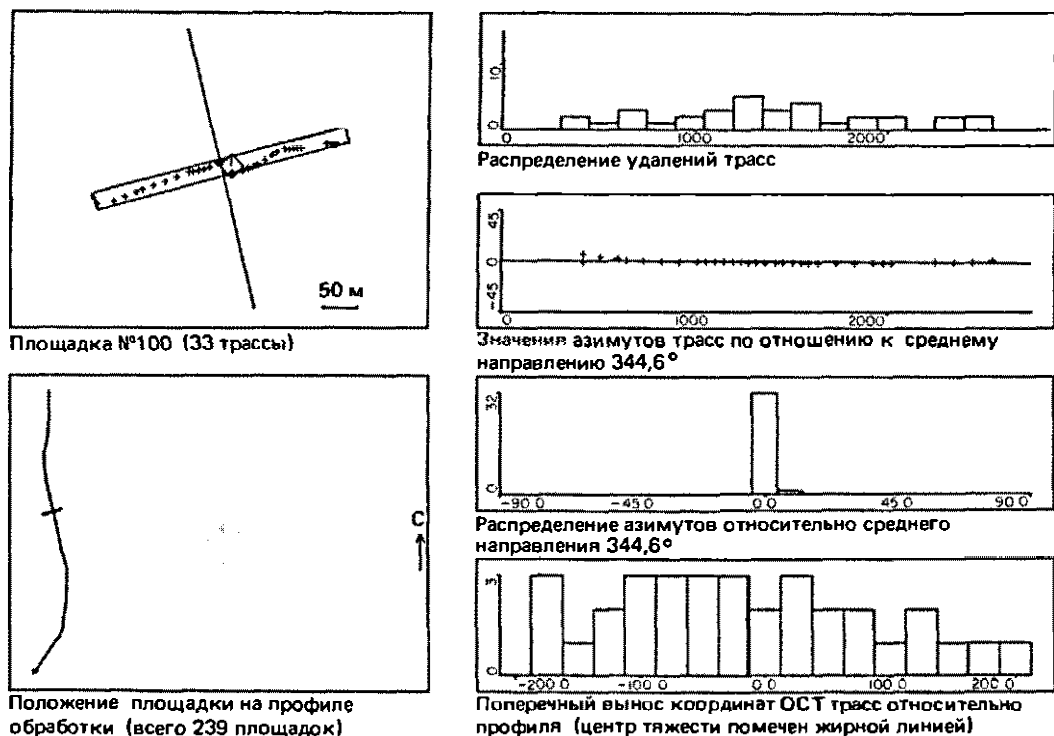 50 м
Площадка №100 (33 трассы)
С
Положение площадки на профиле
обработки (всего 239 площадок)
10
0
0 1000 2000
Распределение удалений трасс
45
0
-45
0 1000 2000
Значения азимутов трасс по отношению к среднему
направлению 344,6°
32
0
-90 0 -45 0 0.0 45 0 90 0
Распределение азимутов относительно среднего
направления 344,6°
3
0
-200 0 -100 0 0.0 100 0 200 0
Поперечный вынос координат ОСТ трасс относительно
профиля (центр тяжести помечен жирной линией)